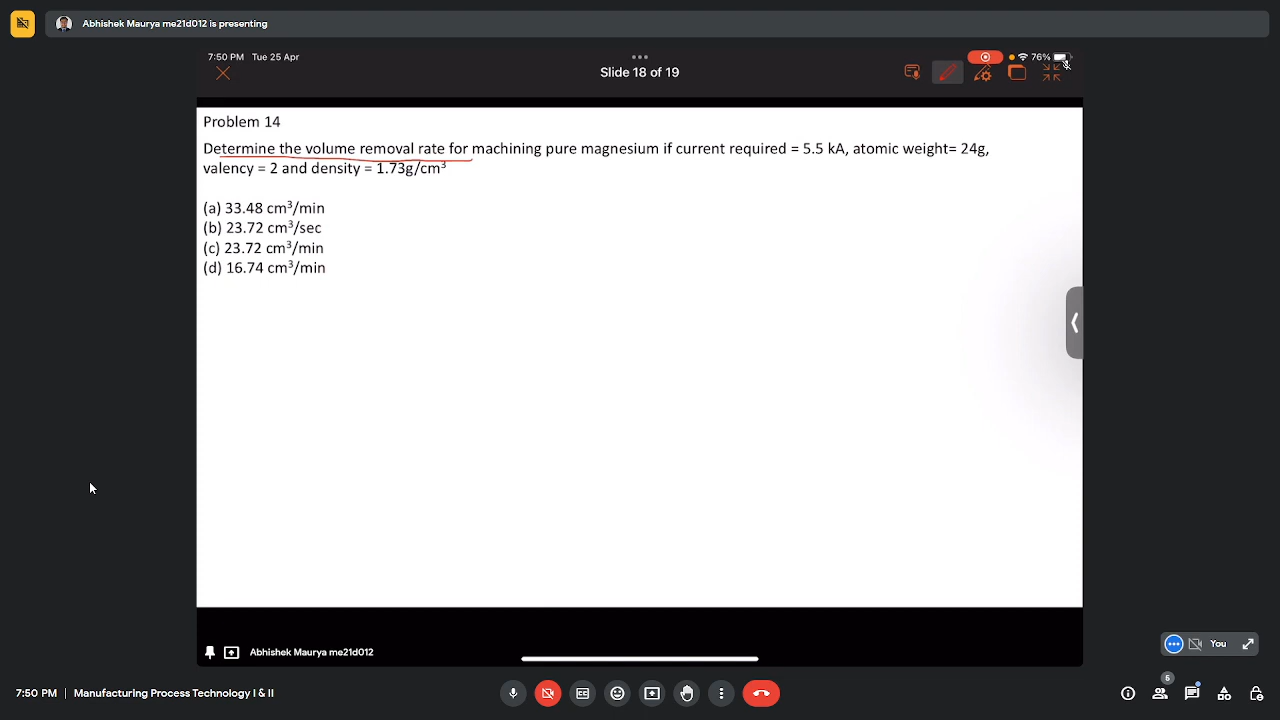 Abhishek Maurya me21d012 is presenting
7:50 PM Tue 25 Apr
76%
Slide 18 of 19
Problem 14
Determine the volume removal rate for machining pure magnesium if current required = 5.5 kA, atomic weight= 24g,
valency = 2 and density = 1.73g/cm³
(a) 33.48 cm³/min
(b) 23.72 cm³/sec
(c) 23.72 cm³/min
(d) 16.74 cm³/min
Abhishek Maurya me21d012
You
7:50 PM | Manufacturing Process Technology I & II
6